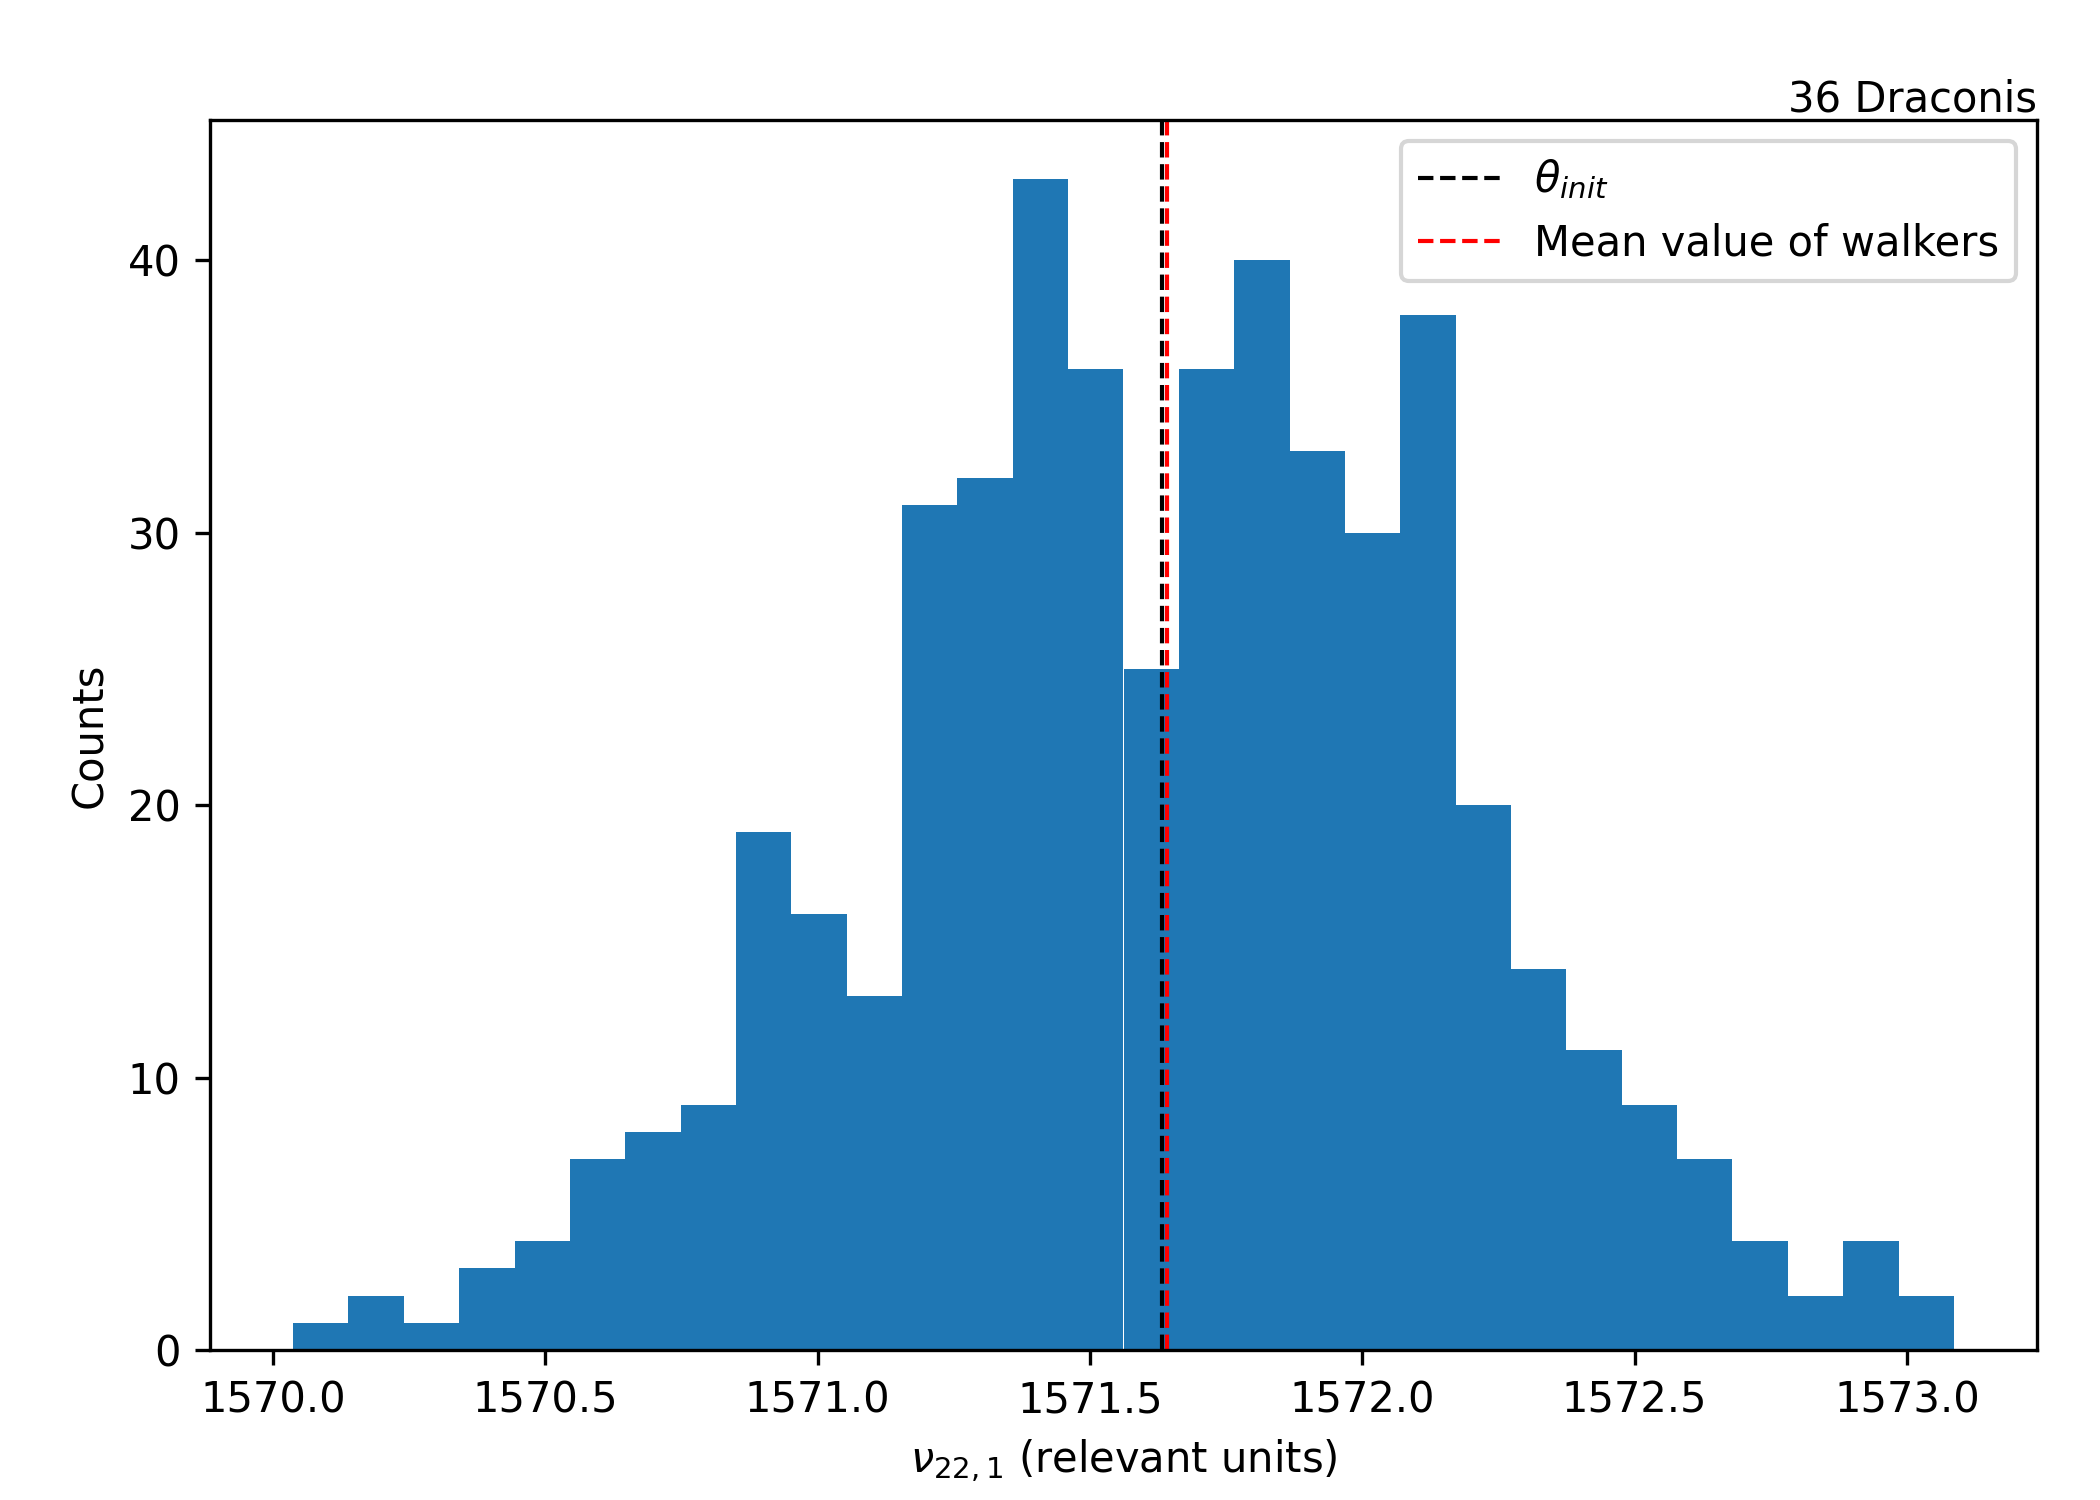 36 Draconis
θinit
Mean value of walkers
40
30
20
10
0
Counts
1570.0 1570.5 1571.0 1571.5 1572.0 1572.5 1573.0
ν22, 1 (relevant units)